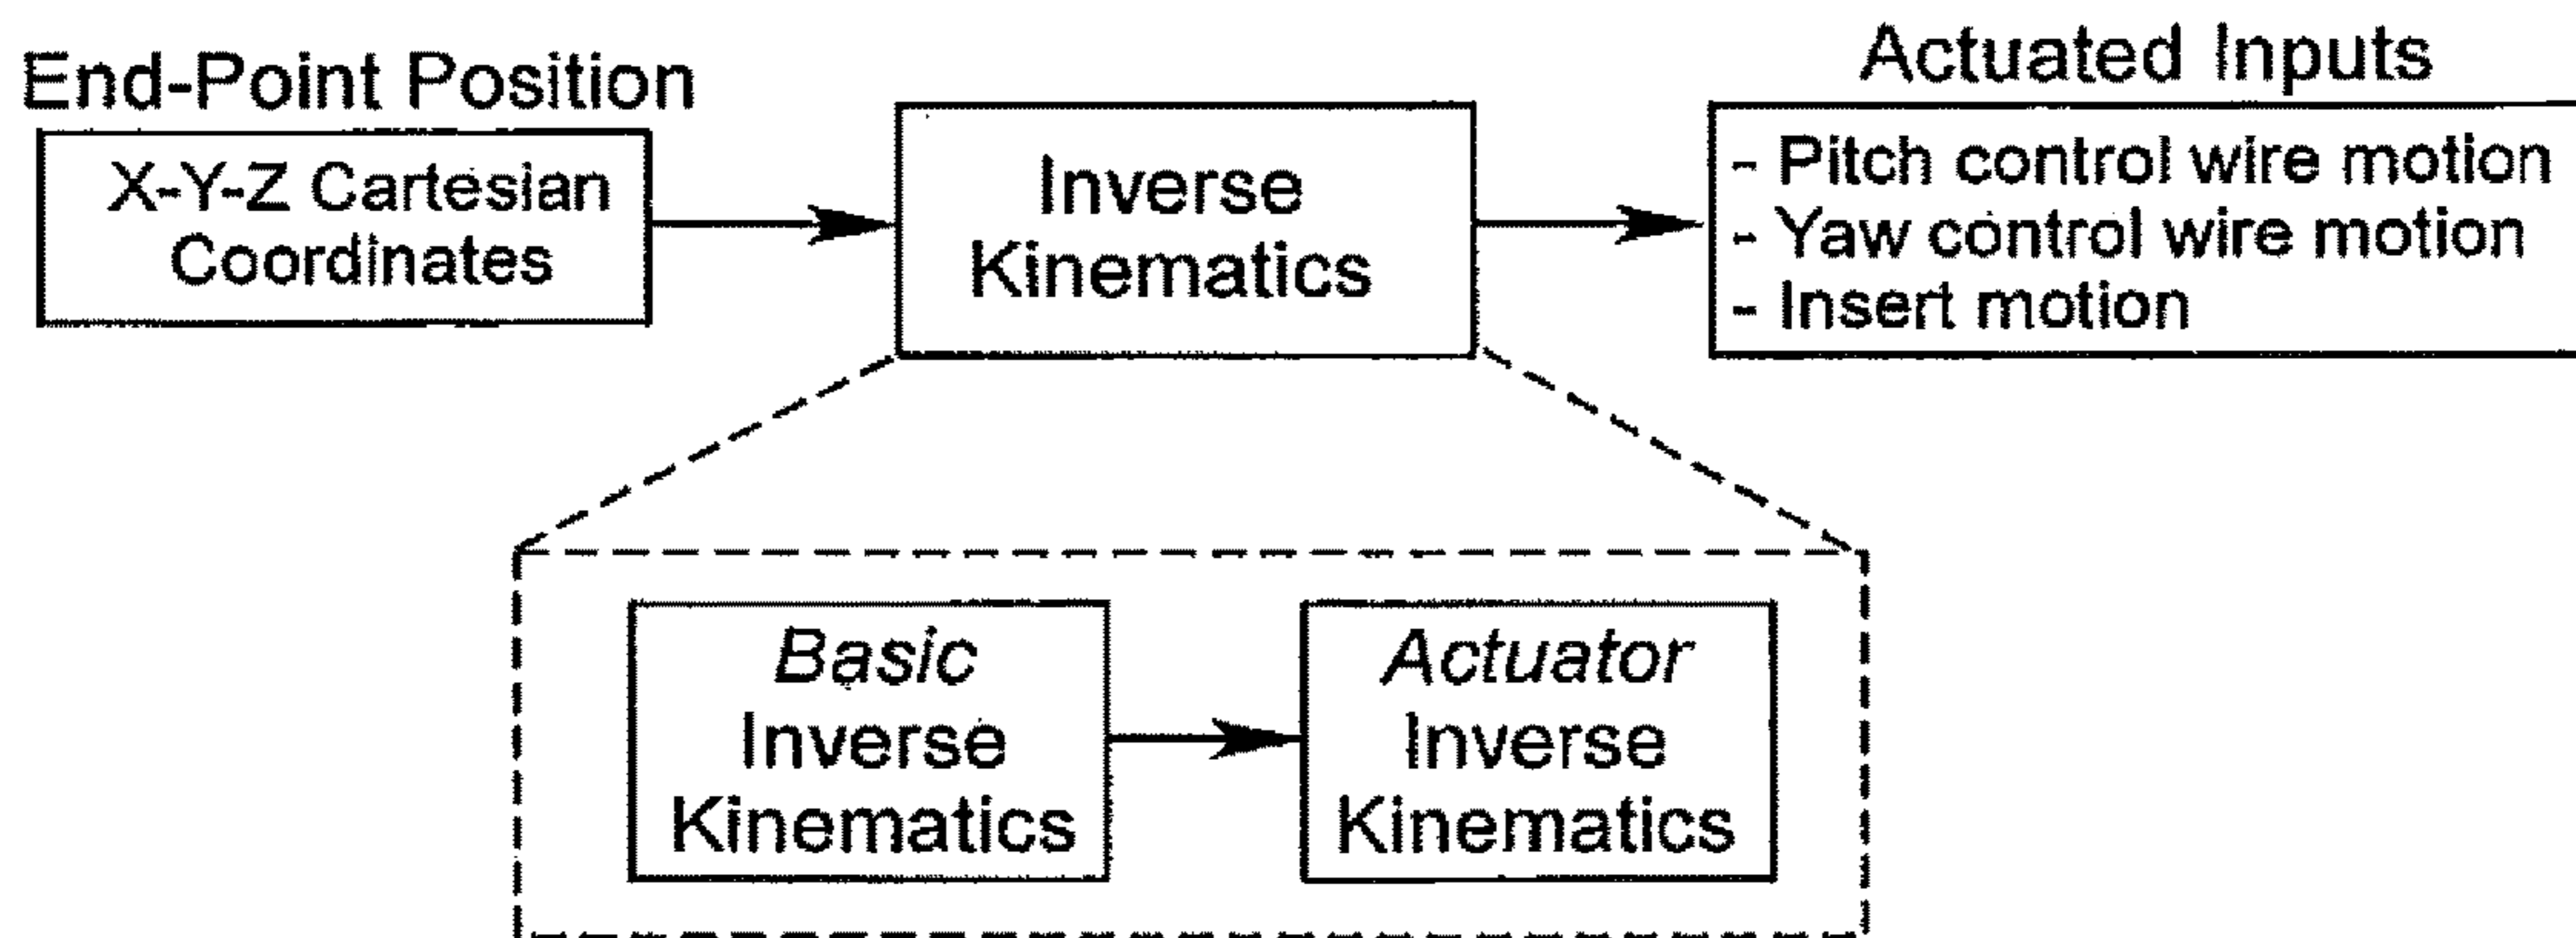 End-Point Position
X-Y-Z Cartesian
Coordinates
Inverse
Kinematics
Actuated Inputs
- Pitch control wire motion
- Yaw control wire motion
- Insert motion
Basic
Inverse
Kinematics
Actuator
Inverse
Kinematics